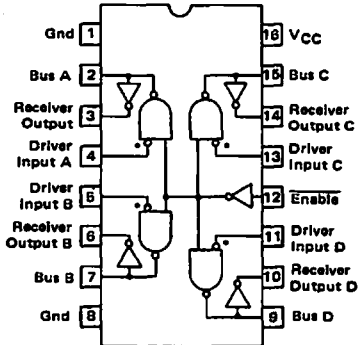 Gnd 1
Bus A 2
Receiver
Output 3
Driver
Input A 4
Driver
Input B 5
Receiver
Output B 6
Bus B 7
Gnd 8
16 VCC
15 Bus C
14 Receiver
Output C
13 Driver
Input C
12 Enable
11 Driver
Input D
10 Receiver
Output D
9 Bus D